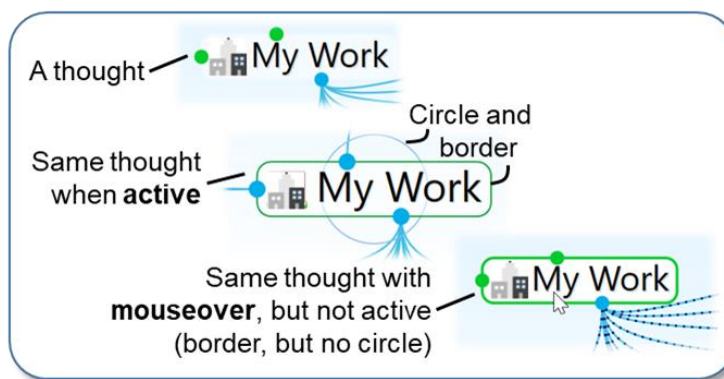 A thought
My Work
Circle and
border
Same thought
when active
My Work
Same thought with
mouseover, but not active
(border, but no circle)
My Work